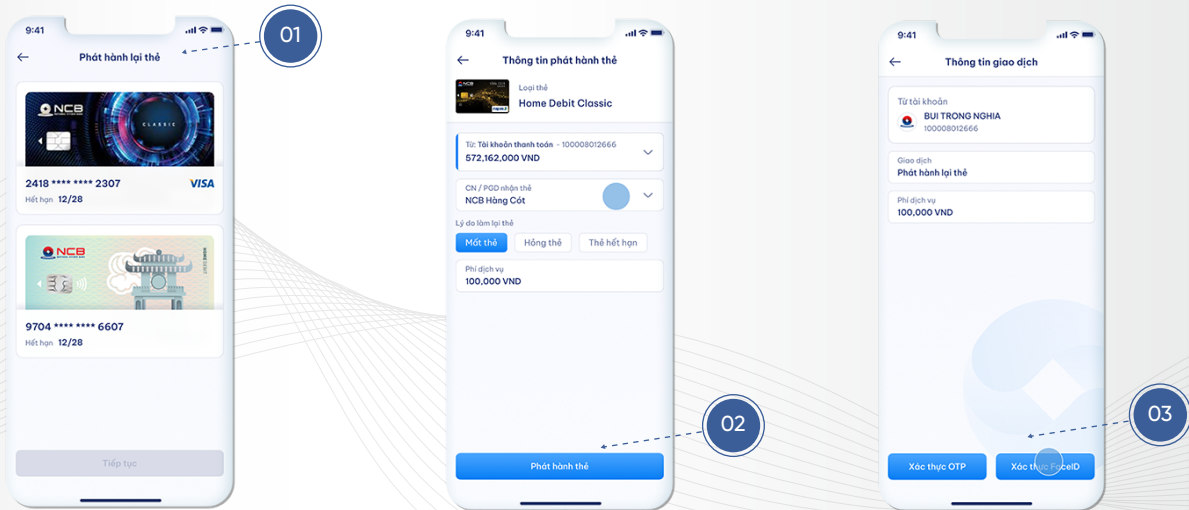 9:41
Phát hành lại thẻ
01
NCB
CLASSIC
2418 **** **** 2307
VISA
Hết hạn 12/28
NCB
9704 **** **** 6607
Hết hạn 12/28
Tiếp tục
9:41
Thông tin phát hành thẻ
Loại thẻ
Home Debit Classic
Từ: Tài khoản thanh toán - 100008012666
572,162,000 VND
CN / PGD nhận thẻ
NCB Hàng Cót
Lý do làm lại thẻ
Mất thẻ
Hỏng thẻ
Thẻ hết hạn
Phí dịch vụ
100,000 VND
02
Phát hành thẻ
9:41
Thông tin giao dịch
Từ tài khoản
BUI TRONG NGHIA
100008012666
Giao dịch
Phát hành lại thẻ
Phí dịch vụ
100,000 VND
03
Xác thực OTP
Xác thực FaceID